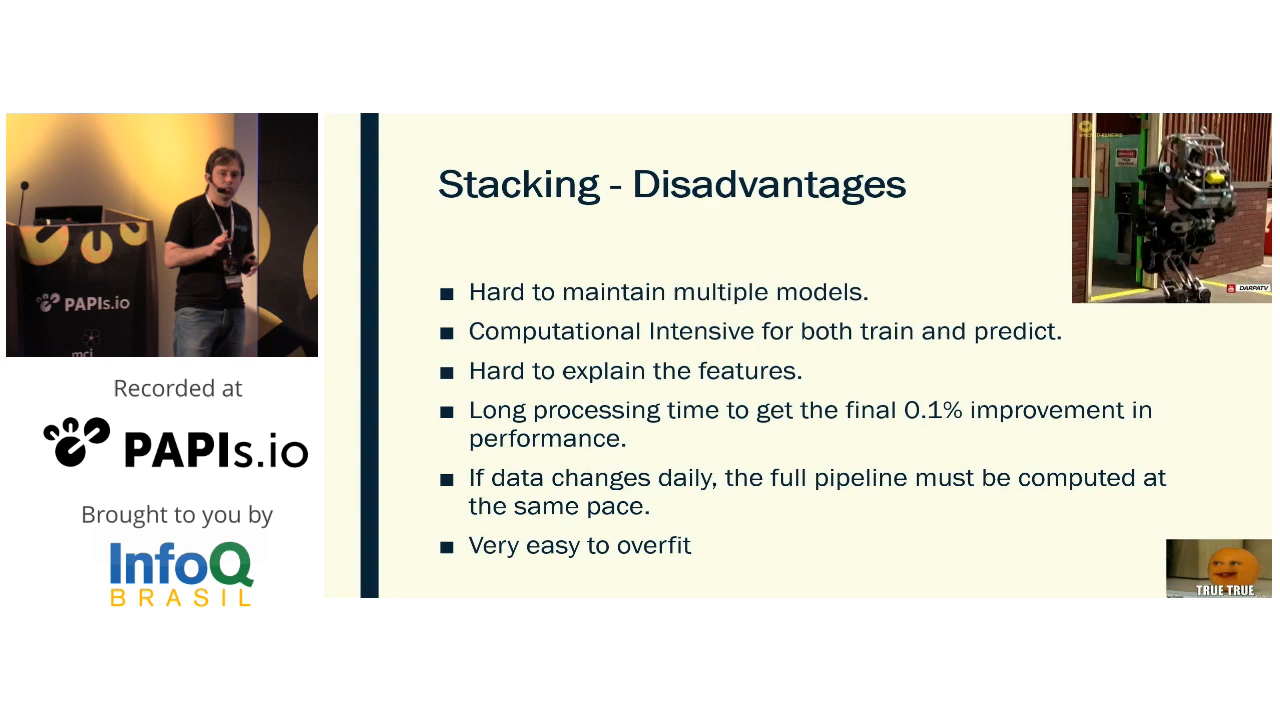 PAPIs.io
mci
Recorded at
PAPIs.io
Brought to you by
InfoQ
BRASIL
Stacking - Disadvantages
■ Hard to maintain multiple models.
■ Computational Intensive for both train and predict.
■ Hard to explain the features.
■ Long processing time to get the final 0.1% improvement in
performance.
■ If data changes daily, the full pipeline must be computed at
the same pace.
■ Very easy to overfit
DANGER
DARPATV
TRUE TRUE